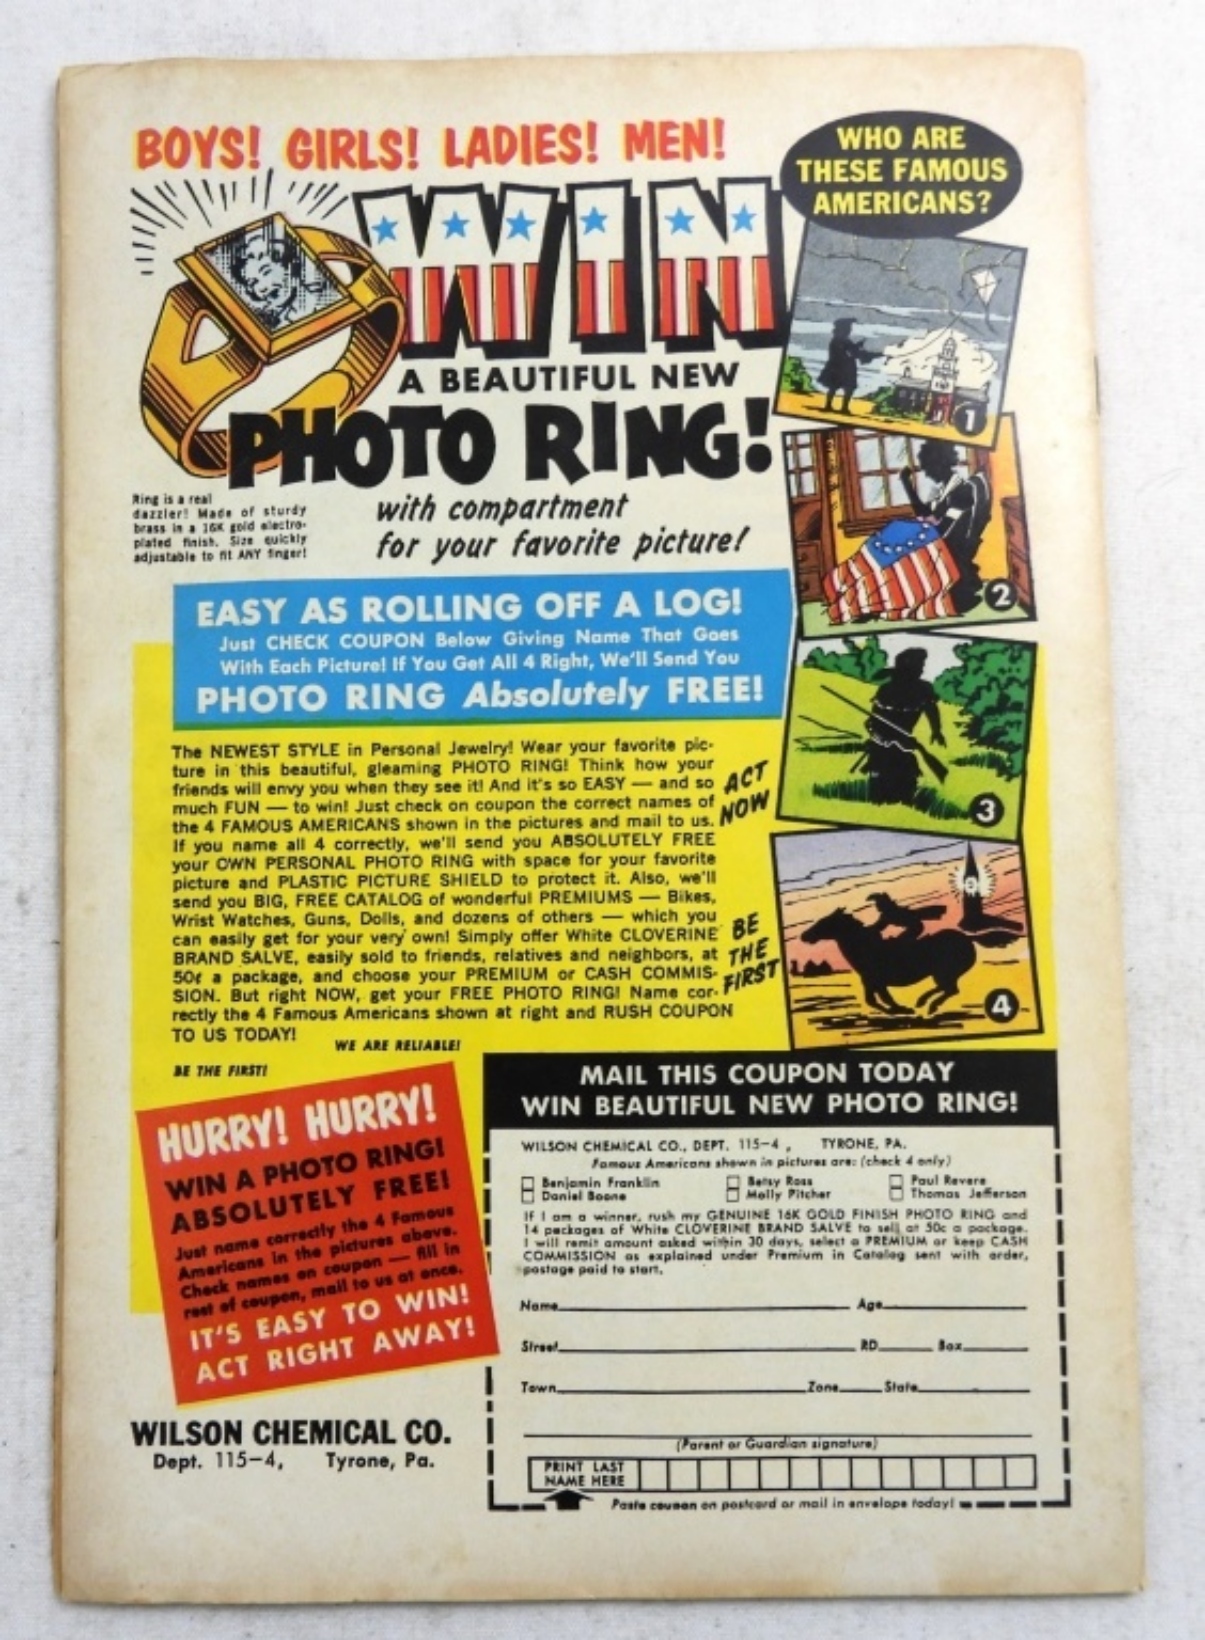 BOYS! GIRLS! LADIES! MEN!
WIN
A BEAUTIFUL NEW
PHOTO RING!
with compartment
for your favorite picture!
Ring is a real
dazzler! Made of sturdy
brass in a 16K gold electro-
plated finish. Size quickly
adjustable to fit ANY finger!
WHO ARE
THESE FAMOUS
AMERICANS?
1
2
3
4
EASY AS ROLLING OFF A LOG!
Just CHECK COUPON Below Giving Name That Goes
With Each Picture! If You Get All 4 Right, We'll Send You
PHOTO RING Absolutely FREE!
The NEWEST STYLE in Personal Jewelry! Wear your favorite pic-
ture in this beautiful, gleaming PHOTO RING! Think how your
friends will envy you when they see it! And it's so EASY — and so
much FUN — to win! Just check on coupon the correct names of
the 4 FAMOUS AMERICANS shown in the pictures and mail to us.
If you name all 4 correctly, we'll send you ABSOLUTELY FREE
your OWN PERSONAL PHOTO RING with space for your favorite
picture and PLASTIC PICTURE SHIELD to protect it. Also, we'll
send you BIG, FREE CATALOG of wonderful PREMIUMS — Bikes,
Wrist Watches, Guns, Dolls, and dozens of others — which you
can easily get for your very own! Simply offer White CLOVERINE
BRAND SALVE, easily sold to friends, relatives and neighbors, at
50¢ a package, and choose your PREMIUM or CASH COMMIS-
SION. But right NOW, get your FREE PHOTO RING! Name cor-
rectly the 4 Famous Americans shown at right and RUSH COUPON
TO US TODAY!
WE ARE RELIABLE!
BE THE FIRST!
ACT
NOW
BE
THE
FIRST
HURRY! HURRY!
WIN A PHOTO RING!
ABSOLUTELY FREE!
Just name correctly the 4 Famous
Americans in the pictures above.
Check names on coupon — fill in
rest of coupon, mail to us at once.
IT'S EASY TO WIN!
ACT RIGHT AWAY!
WILSON CHEMICAL CO.
Dept. 115-4, Tyrone, Pa.
MAIL THIS COUPON TODAY
WIN BEAUTIFUL NEW PHOTO RING!
WILSON CHEMICAL CO., DEPT. 115-4, TYRONE, PA.
Famous Americans shown in pictures are: (check 4 only)
Benjamin Franklin Betsy Ross Paul Revere
Daniel Boone Molly Pitcher Thomas Jefferson
If I am a winner, rush my GENUINE 16K GOLD FINISH PHOTO RING and
14 packages of White CLOVERINE BRAND SALVE to sell at 50c a package.
I will remit amount asked within 30 days, select a PREMIUM or keep CASH
COMMISSION as explained under Premium in Catalog sent with order,
postage paid to start.
Name Age
Street RD Box
Town Zone State
(Parent or Guardian signature)
PRINT LAST
NAME HERE
Paste coupon on postcard or mail in envelope today!